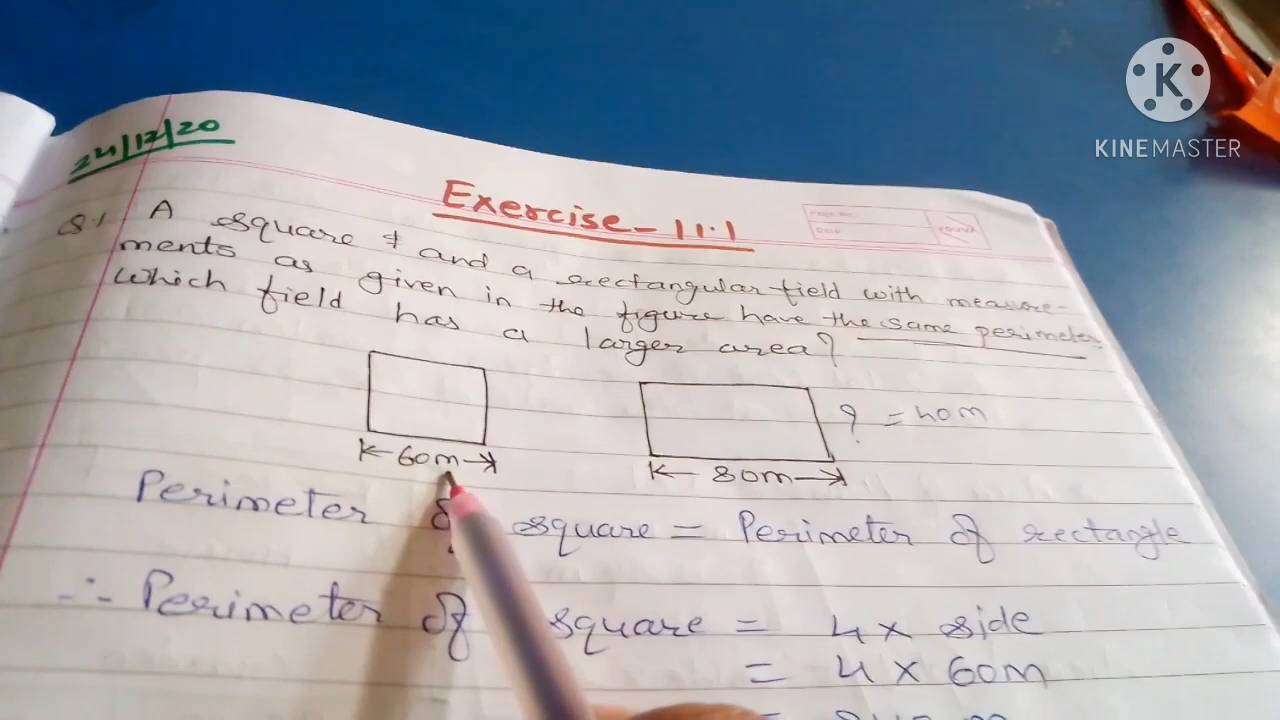 KINEMASTER
24/12/20
Exercise-11.1
Q.1. A square & and a rectangular field with measure-
ments as given in the figure have the same perimeter.
Which field has a larger area?
? = 40m
60m
80m
Perimeter of square = Perimeter of rectangle
∴ Perimeter of square = 4 x side
= 4 x 60m